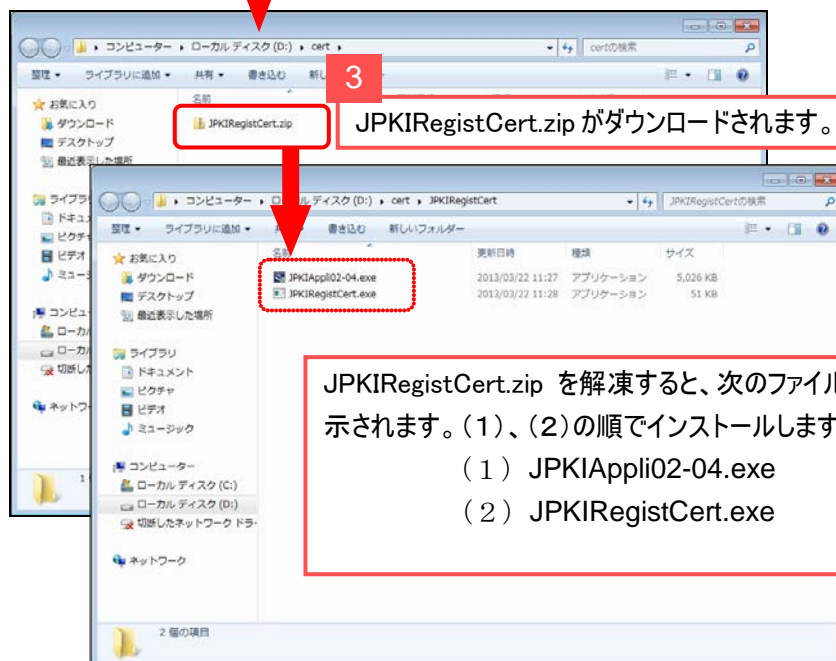 コンピューター ローカル ディスク (D:) cert
certの検索
整理 ライブラリに追加 共有 書き込む
3
お気に入り
ダウンロード
デスクトップ
最近表示した場所
名前
JPKIRegistCert.zip
JPKIRegistCert.zip がダウンロードされます。
コンピューター ディスク (D:) cert JPKIRegistCert
JPKIRegistCertの検索
整理 ライブラリに追加 書き込む 新しいフォルダー
名前 更新日時 種類 サイズ
JPKIAppli02-04.exe 2013/03/22 11:27 アプリケーション 5,026 KB
JPKIRegistCert.exe 2013/03/22 11:28 アプリケーション 51 KB
お気に入り
ダウンロード
デスクトップ
最近表示した場所
ライブラリ
ドキュメント
ピクチャ
ビデオ
ミュージック
コンピューター
ローカル ディスク (C:)
ローカル ディスク (D:)
切断したネットワーク ドラ
ネットワーク
2 個の項目
JPKIRegistCert.zip を解凍すると、次のファイル
示されます。(1)、(2)の順でインストールします
(1) JPKIAppli02-04.exe
(2) JPKIRegistCert.exe